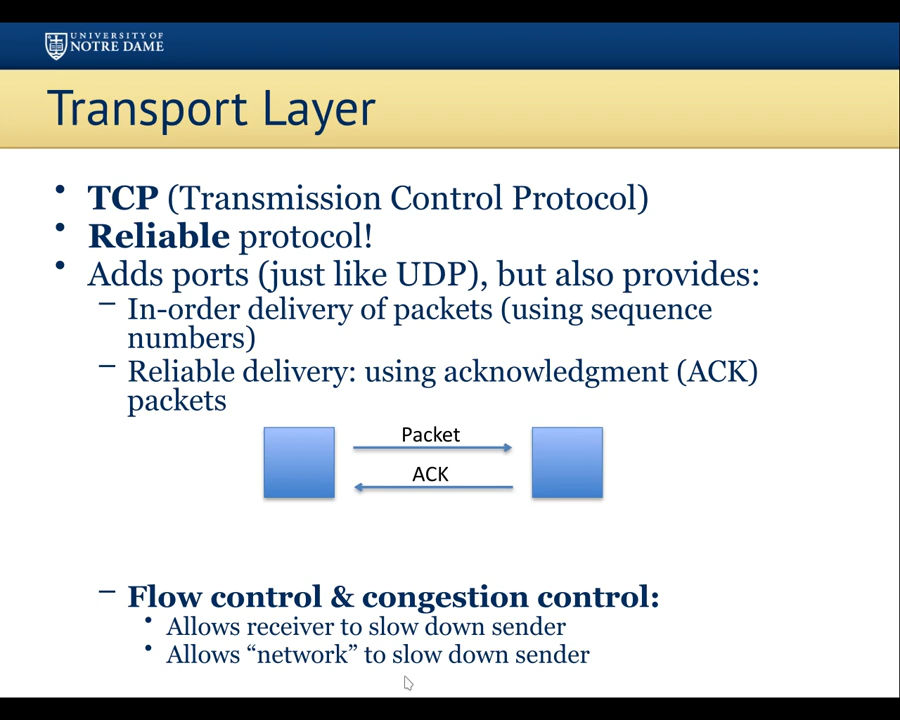 UNIVERSITY OF
NOTRE DAME
Transport Layer
• TCP (Transmission Control Protocol)
• Reliable protocol!
• Adds ports (just like UDP), but also provides:
– In-order delivery of packets (using sequence
numbers)
– Reliable delivery: using acknowledgment (ACK)
packets
Packet
ACK
– Flow control & congestion control:
• Allows receiver to slow down sender
• Allows “network” to slow down sender